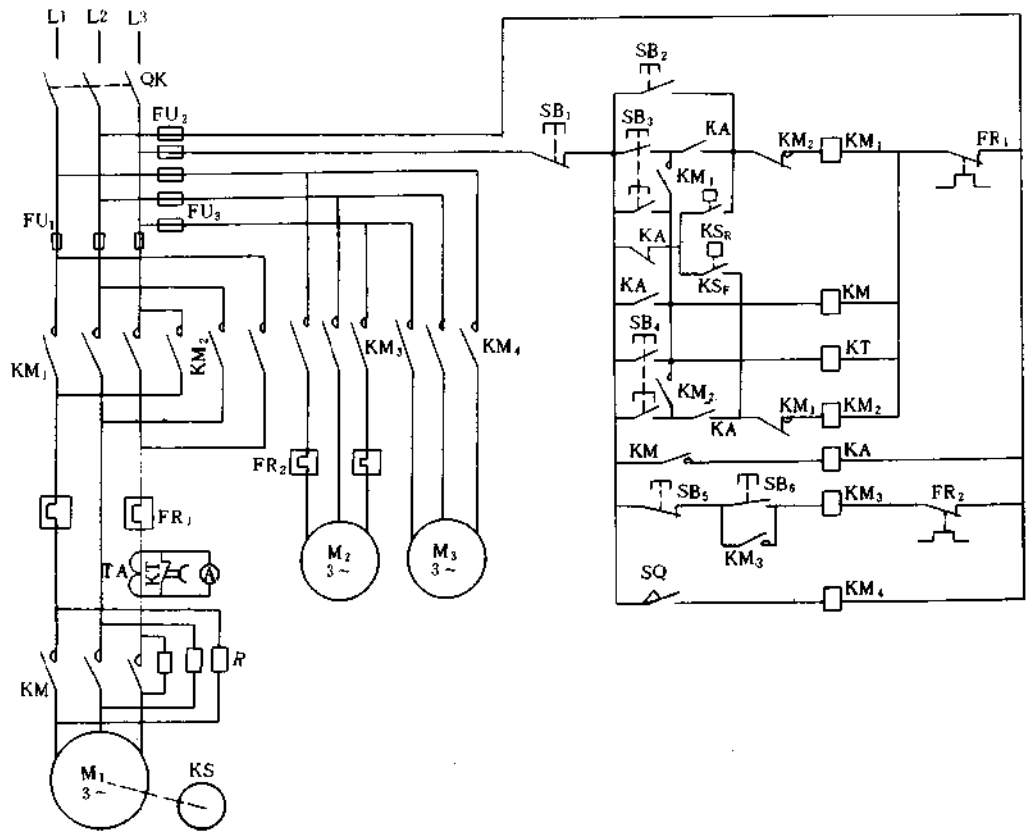 L1 L2 L3
QK
FU₂
FU₃
FU₁
KM₁
KM₂
KM₃
KM₄
FR₂
FR₁
TA
KT
A
M₂
3~
M₃
3~
R
KM
M₁
3~
KS
SB₂
SB₁
SB₃
KA
KM₂
KM₁
FR₁
KM₁
KS_R
KA
KS_F
KA
KM
SB₄
KT
KM₂
KA
KM₁
KM₂
KM
KA
SB₅
SB₆
KM₃
FR₂
KM₃
SQ
KM₄